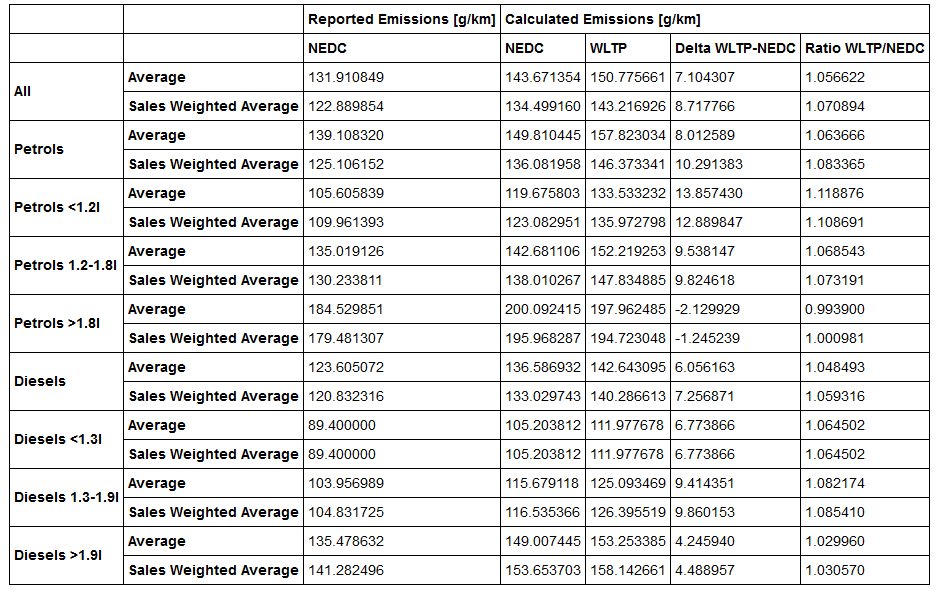 Reported Emissions [g/km] Calculated Emissions [g/km]
NEDC NEDC WLTP Delta WLTP-NEDC Ratio WLTP/NEDC
All Average 131.910849 143.671354 150.775661 7.104307 1.056622
Sales Weighted Average 122.889854 134.499160 143.216926 8.717766 1.070894
Petrols Average 139.108320 149.810445 157.823034 8.012589 1.063666
Sales Weighted Average 125.106152 136.081958 146.373341 10.291383 1.083365
Petrols <1.2l Average 105.605839 119.675803 133.533232 13.857430 1.118876
Sales Weighted Average 109.961393 123.082951 135.972798 12.889847 1.108691
Petrols 1.2-1.8l Average 135.019126 142.681106 152.219253 9.538147 1.068543
Sales Weighted Average 130.233811 138.010267 147.834885 9.824618 1.073191
Petrols >1.8l Average 184.529851 200.092415 197.962485 -2.129929 0.993900
Sales Weighted Average 179.481307 195.968287 194.723048 -1.245239 1.000981
Diesels Average 123.605072 136.586932 142.643095 6.056163 1.048493
Sales Weighted Average 120.832316 133.029743 140.286613 7.256871 1.059316
Diesels <1.3l Average 89.400000 105.203812 111.977678 6.773866 1.064502
Sales Weighted Average 89.400000 105.203812 111.977678 6.773866 1.064502
Diesels 1.3-1.9l Average 103.956989 115.679118 125.093469 9.414351 1.082174
Sales Weighted Average 104.831725 116.535366 126.395519 9.860153 1.085410
Diesels >1.9l Average 135.478632 149.007445 153.253385 4.245940 1.029960
Sales Weighted Average 141.282496 153.653703 158.142661 4.488957 1.030570